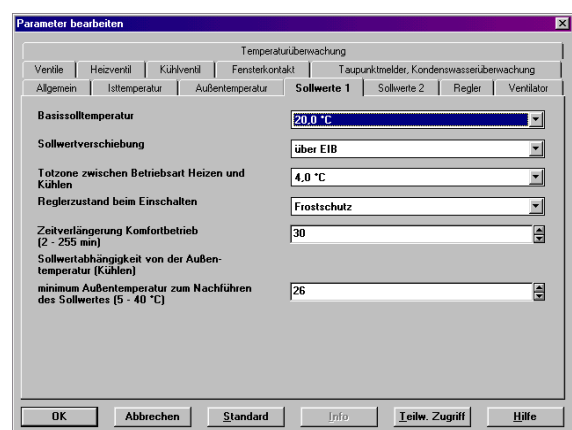 Parameter bearbeiten
Temperaturüberwachung
Ventile Heizventil Kühlventil Fensterkontakt Taupunktmelder, Kondenswasserüberwachung
Allgemein Isttemperatur Außentemperatur Sollwerte 1 Sollwerte 2 Regler Ventilator
Basissolltemperatur 20,0 °C
Sollwertverschiebung über EIB
Totzone zwischen Betriebsart Heizen und
Kühlen 4,0 °C
Reglerzustand beim Einschalten Frostschutz
Zeitverlängerung Komfortbetrieb 30
(2 - 255 min)
Sollwertabhängigkeit von der Außen-
temperatur (Kühlen)
minimum Außentemperatur zum Nachführen 26
des Sollwertes (5 - 40 °C)
OK Abbrechen Standard Info Teilw. Zugriff Hilfe